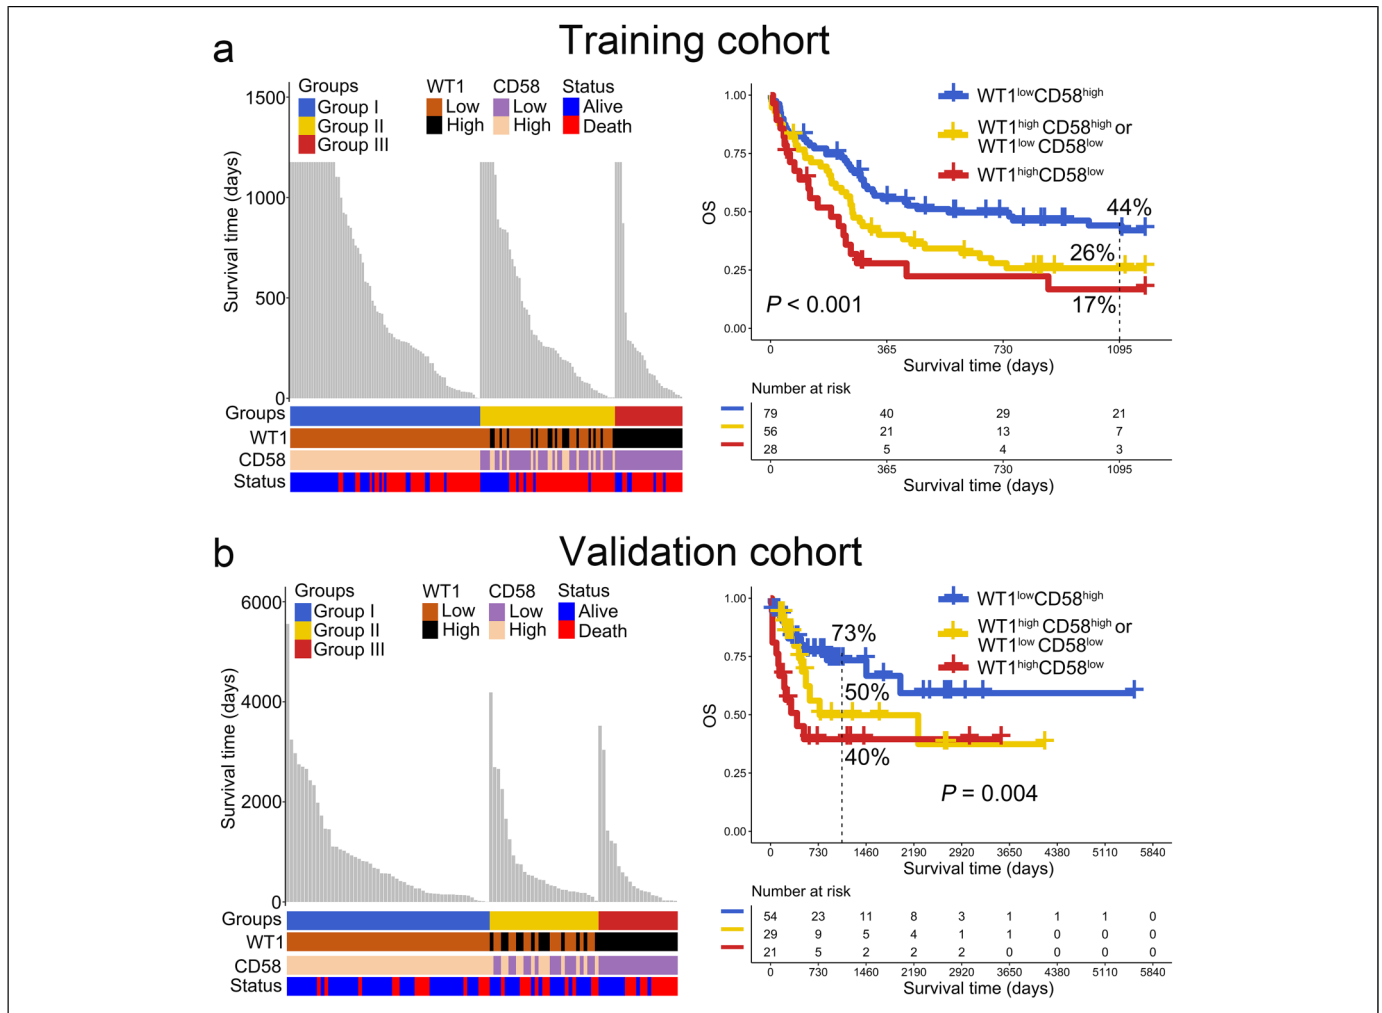 a
Training cohort
Groups
Group I
Group II
Group III
WT1
Low
High
CD58
Low
High
Status
Alive
Death
Survival time (days)
1500
1000
500
0
Groups
WT1
CD58
Status
WT1lowCD58high
WT1high CD58high or
WT1low CD58low
WT1highCD58low
OS
1.00
0.75
0.50
0.25
0.00
44%
26%
17%
P < 0.001
0 365 730 1095
Survival time (days)
Number at risk
79 40 29 21
56 21 13 7
28 5 4 3
0 365 730 1095
Survival time (days)
b
Validation cohort
Groups
Group I
Group II
Group III
WT1
Low
High
CD58
Low
High
Status
Alive
Death
Survival time (days)
6000
4000
2000
0
Groups
WT1
CD58
Status
WT1lowCD58high
WT1high CD58high or
WT1low CD58low
WT1highCD58low
OS
1.00
0.75
0.50
0.25
0.00
73%
50%
40%
P = 0.004
0 730 1460 2190 2920 3650 4380 5110 5840
Survival time (days)
Number at risk
54 23 11 8 3 1 1 1 0
29 9 5 4 1 1 0 0 0
21 5 2 2 2 0 0 0 0
0 730 1460 2190 2920 3650 4380 5110 5840
Survival time (days)